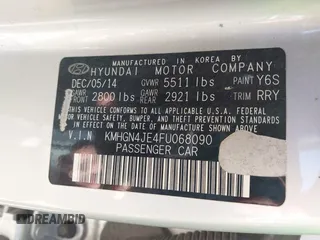 MANUFACTURED IN KOREA BY
HYUNDAI MOTOR COMPANY
DEC/05/14 GVWR 5511 lbs PAINT Y6S
GAWR FRONT 2800 lbs GAWR REAR 2921 lbs TRIM RRY
THIS VEHICLE CONFORMS TO ALL APPLICABLE U.S.A FEDERAL
MOTOR VEHICLE SAFETY, BUMPER, AND THEFT PREVENTION
STANDARDS IN EFFECT ON THE DATE OF MANUFACTURE SHOWN ABOVE.
V.I.N KMHGN4JE4FU068090
PASSENGER CAR
DREAMBID